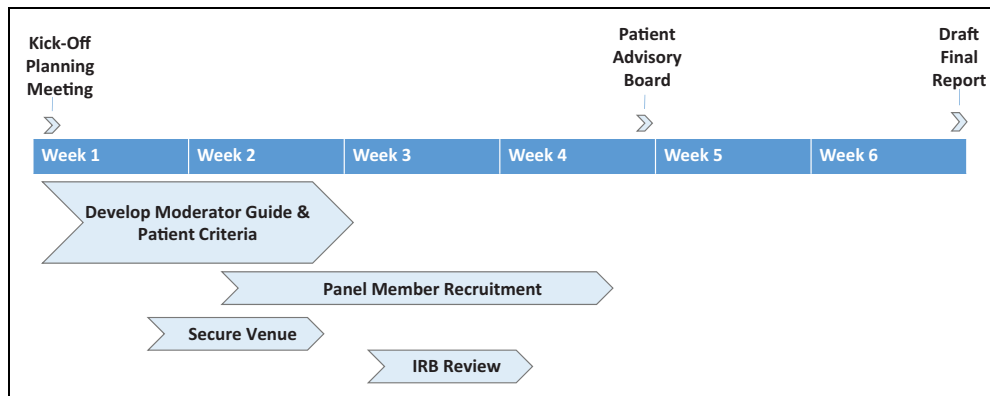 Kick-Off
Planning
Meeting
Patient
Advisory
Board
Draft
Final
Report
Week 1
Week 2
Week 3
Week 4
Week 5
Week 6
Develop Moderator Guide &
Patient Criteria
Panel Member Recruitment
Secure Venue
IRB Review